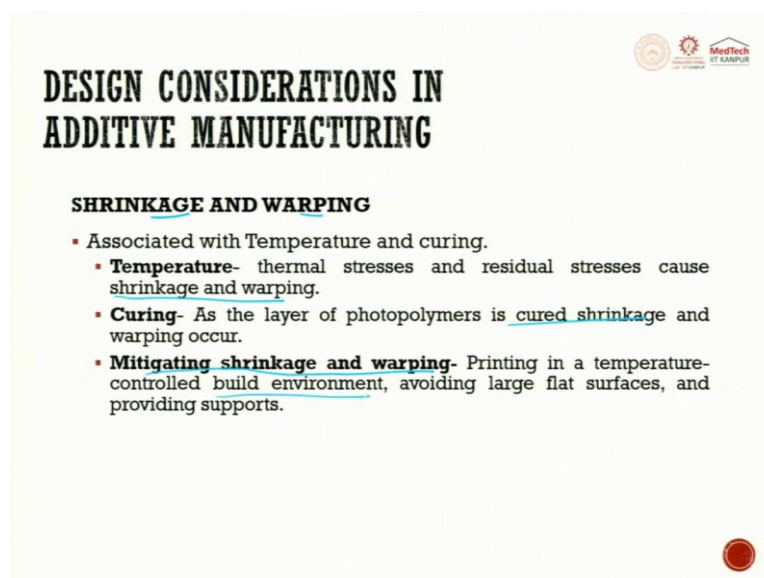 MedTech
IIT KANPUR
DESIGN CONSIDERATIONS IN
ADDITIVE MANUFACTURING
SHRINKAGE AND WARPING
▪ Associated with Temperature and curing.
▪ Temperature- thermal stresses and residual stresses cause
shrinkage and warping.
▪ Curing- As the layer of photopolymers is cured shrinkage and
warping occur.
▪ Mitigating shrinkage and warping- Printing in a temperature-
controlled build environment, avoiding large flat surfaces, and
providing supports.